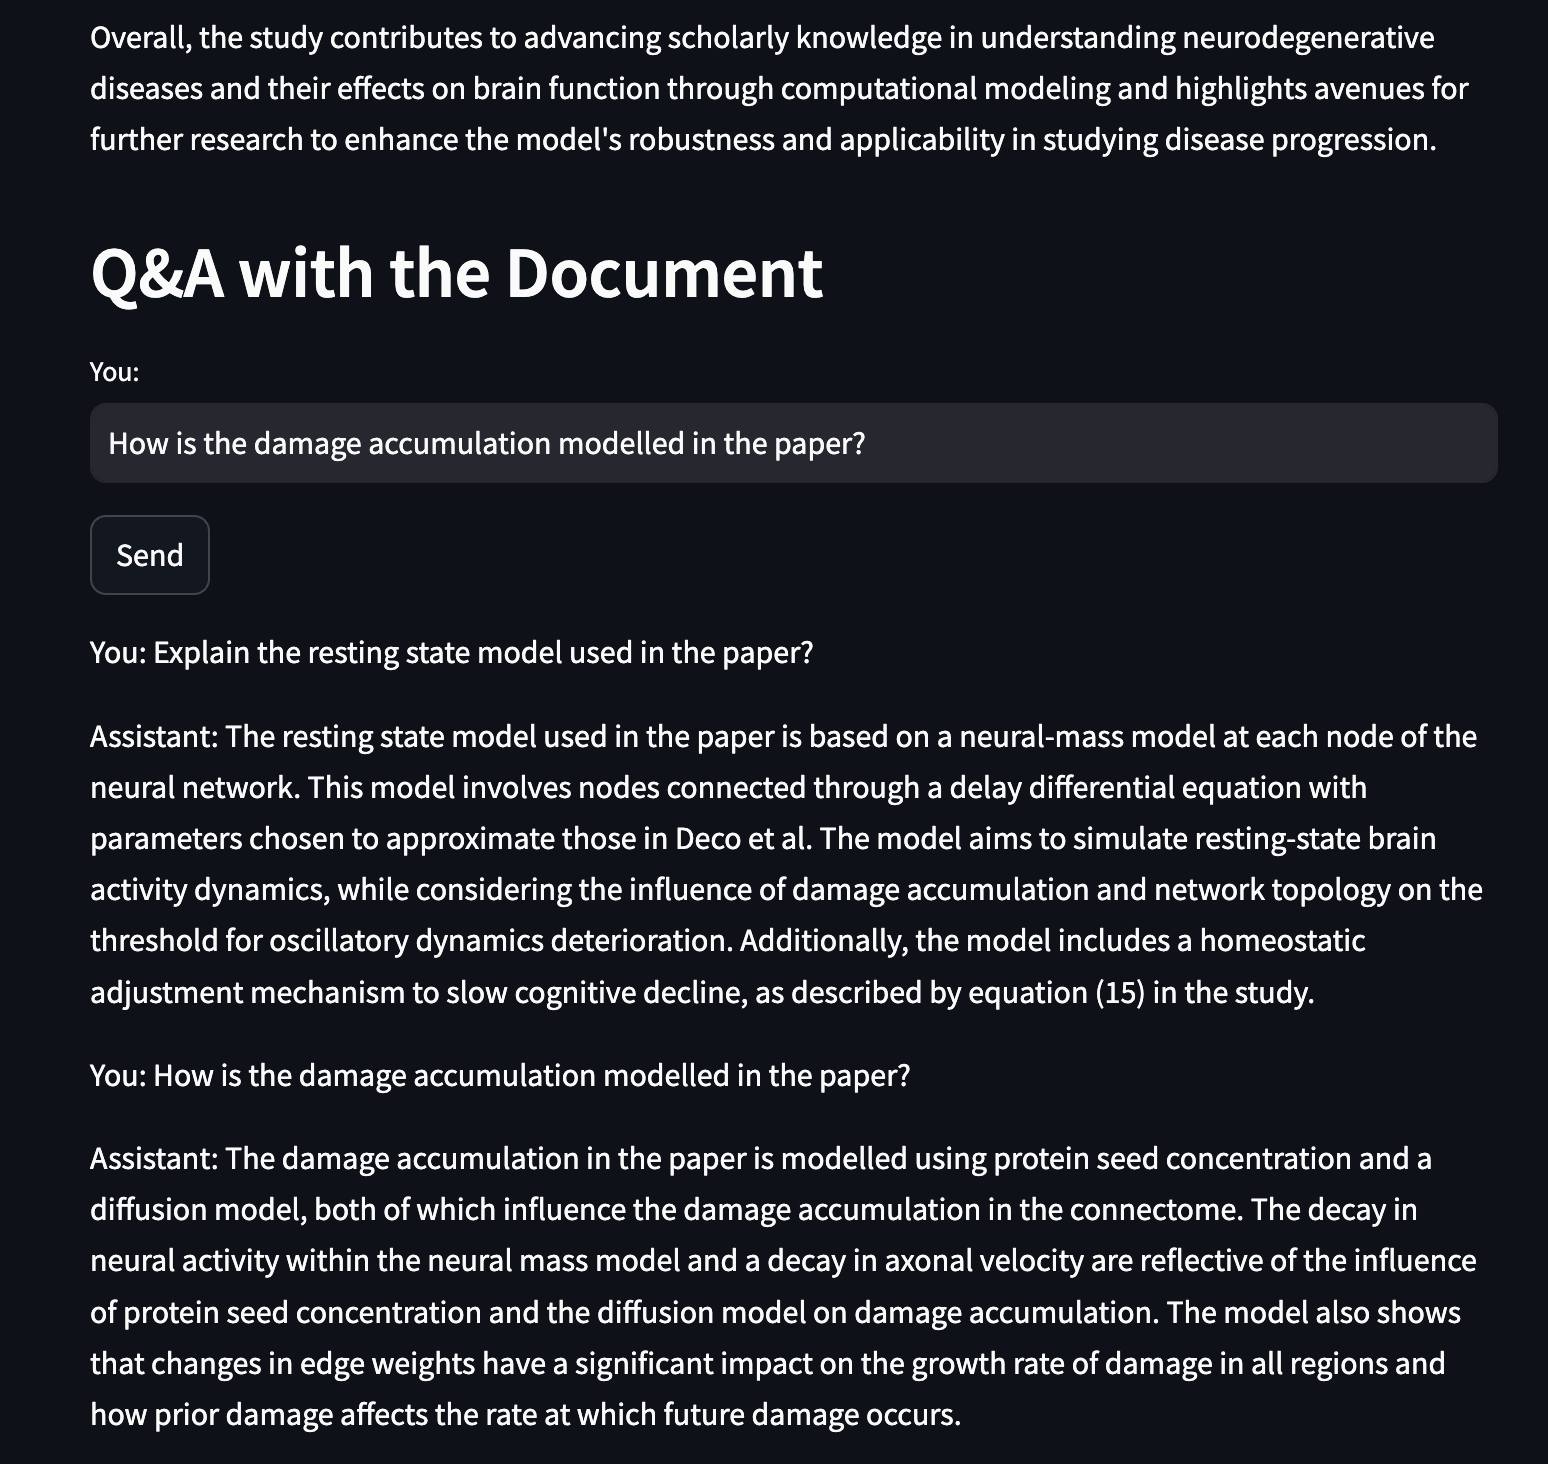 Overall, the study contributes to advancing scholarly knowledge in understanding neurodegenerative
diseases and their effects on brain function through computational modeling and highlights avenues for
further research to enhance the model's robustness and applicability in studying disease progression.
Q&A with the Document
You:
How is the damage accumulation modelled in the paper?
Send
You: Explain the resting state model used in the paper?
Assistant: The resting state model used in the paper is based on a neural-mass model at each node of the
neural network. This model involves nodes connected through a delay differential equation with
parameters chosen to approximate those in Deco et al. The model aims to simulate resting-state brain
activity dynamics, while considering the influence of damage accumulation and network topology on the
threshold for oscillatory dynamics deterioration. Additionally, the model includes a homeostatic
adjustment mechanism to slow cognitive decline, as described by equation (15) in the study.
You: How is the damage accumulation modelled in the paper?
Assistant: The damage accumulation in the paper is modelled using protein seed concentration and a
diffusion model, both of which influence the damage accumulation in the connectome. The decay in
neural activity within the neural mass model and a decay in axonal velocity are reflective of the influence
of protein seed concentration and the diffusion model on damage accumulation. The model also shows
that changes in edge weights have a significant impact on the growth rate of damage in all regions and
how prior damage affects the rate at which future damage occurs.